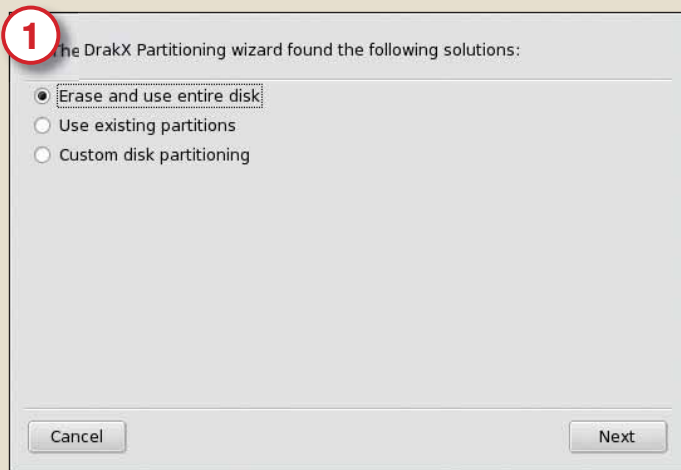 1
The DrakX Partitioning wizard found the following solutions:
Erase and use entire disk
Use existing partitions
Custom disk partitioning
Cancel
Next